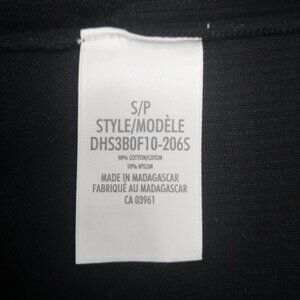 S/P
STYLE/MODÈLE
DHS3B0F10-206S
90% COTTON/COTON
10% NYLON
MADE IN MADAGASCAR
FABRIQUÉ AU MADAGASCAR
CA 03961